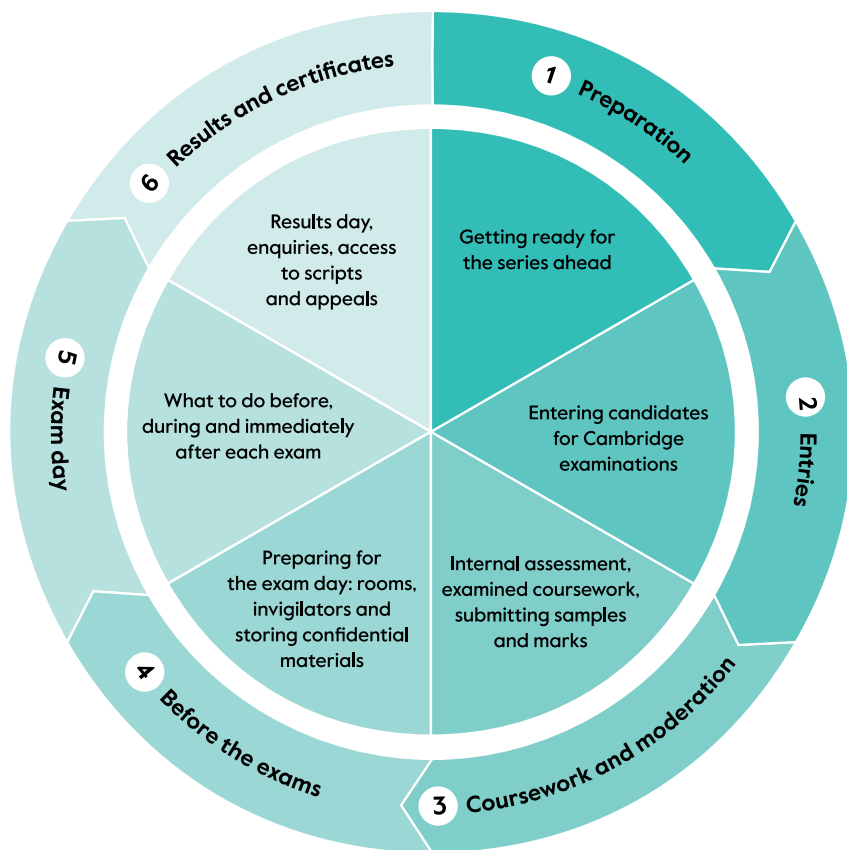 1 Preparation
Getting ready for
the series ahead
2 Entries
Entering candidates
for Cambridge
examinations
3 Coursework and moderation
Internal assessment,
examined coursework,
submitting samples
and marks
4 Before the exams
Preparing for
the exam day: rooms,
invigilators and
storing confidential
materials
5 Exam day
What to do before,
during and immediately
after each exam
6 Results and certificates
Results day,
enquiries, access
to scripts
and appeals